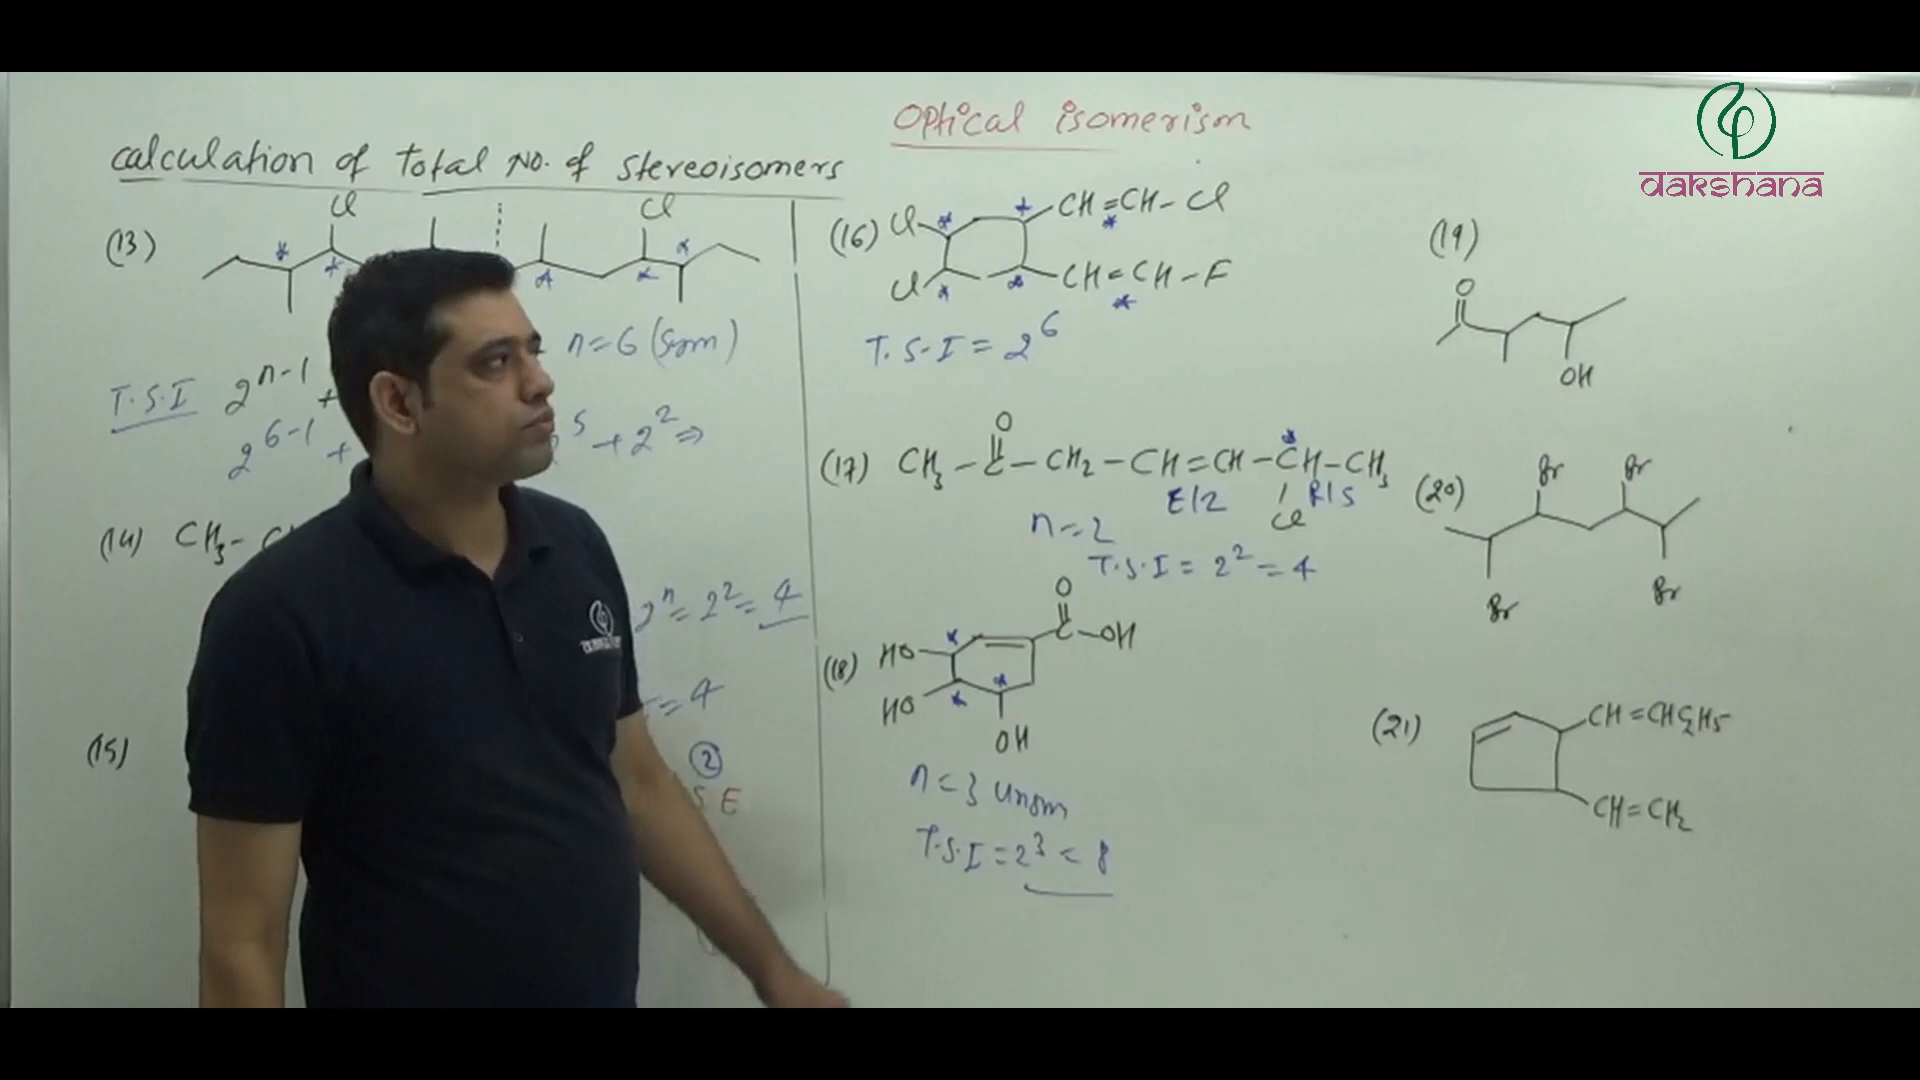 Optical isomerism
dakshana
calculation of Total No. of stereoisomers
(13)
Cl
Cl
n=6 (Sym)
T.S.I 2^n-1 +
2^6-1 +
5 + 2^2 ⇒
(14) CH3-
2^n = 2^2 = 4
= 4
(15)
2
S E
(16) Cl
CH=CH-Cl
Cl
CH=CH-F
T.S.I = 2^6
O
(17) CH3-C-CH2-CH=CH-CH-CH3
E/Z
Cl
R/S
n=2
T.S.I = 2^2 = 4
(18)
O
C-OH
HO
HO
OH
n=3 Unsm
T.S.I = 2^3 = 8
(19)
O
OH
(20)
Br
Br
Br
Br
(21)
CH=CHC2H5
CH=CH2